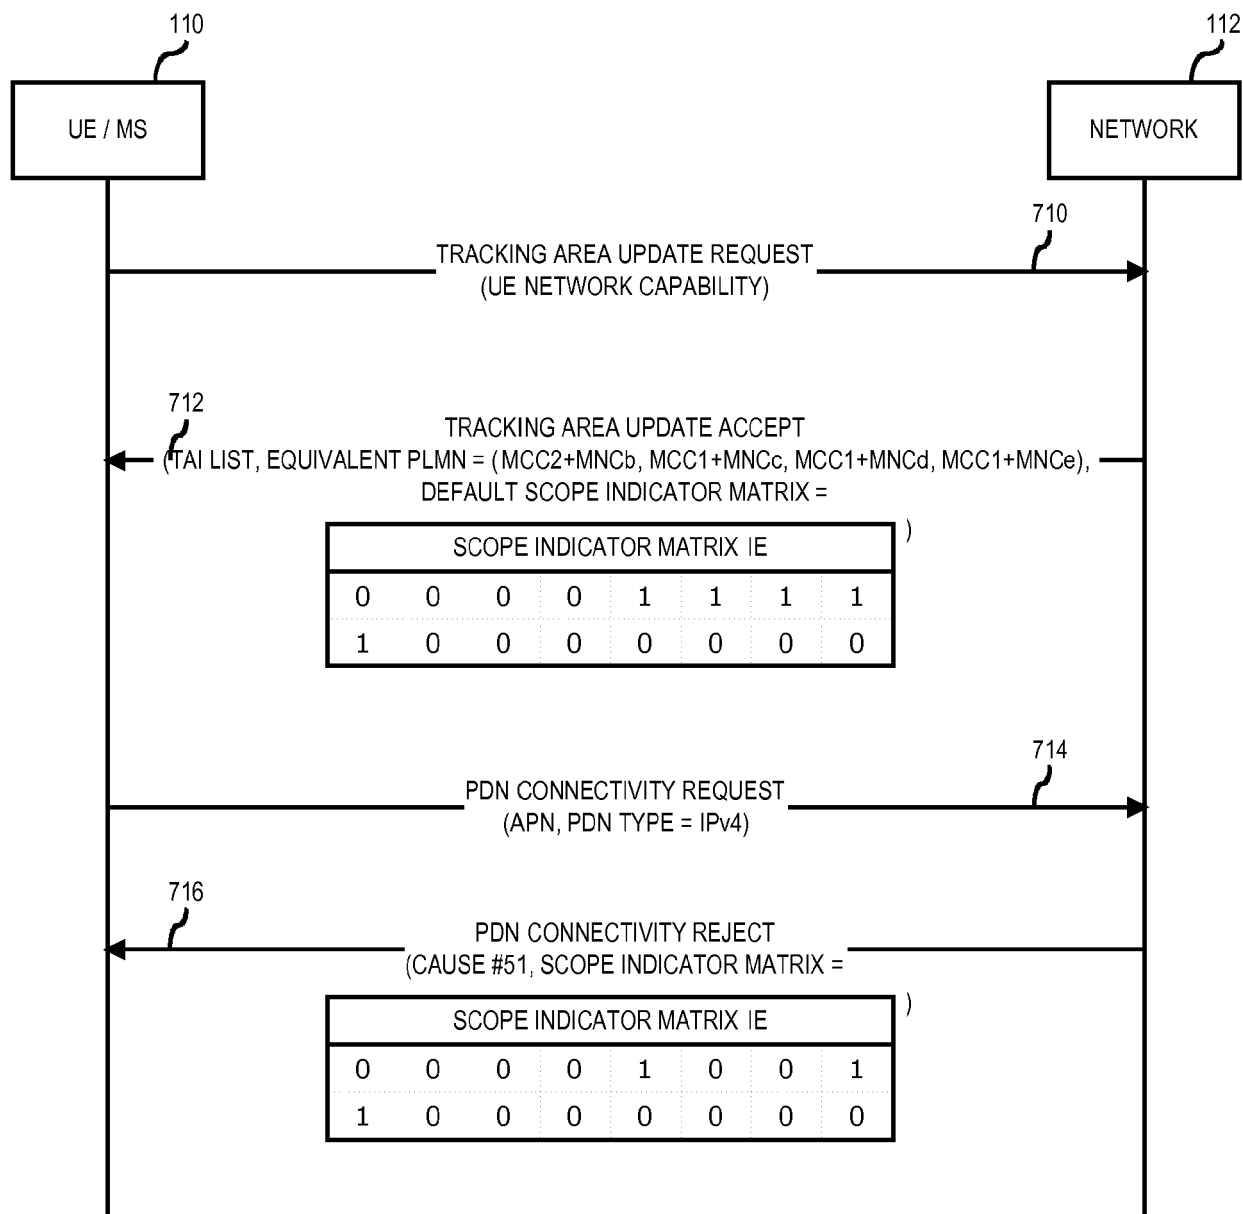 110
112
UE / MS
NETWORK
710
TRACKING AREA UPDATE REQUEST
(UE NETWORK CAPABILITY)
712
TRACKING AREA UPDATE ACCEPT
(TAI LIST, EQUIVALENT PLMN = (MCC2+MNCb, MCC1+MNCc, MCC1+MNCd, MCC1+MNCe),
DEFAULT SCOPE INDICATOR MATRIX =
SCOPE INDICATOR MATRIX IE )
0 0 0 0 1 1 1 1
1 0 0 0 0 0 0 0
714
PDN CONNECTIVITY REQUEST
(APN, PDN TYPE = IPv4)
716
PDN CONNECTIVITY REJECT
(CAUSE #51, SCOPE INDICATOR MATRIX =
SCOPE INDICATOR MATRIX IE )
0 0 0 0 1 0 0 1
1 0 0 0 0 0 0 0